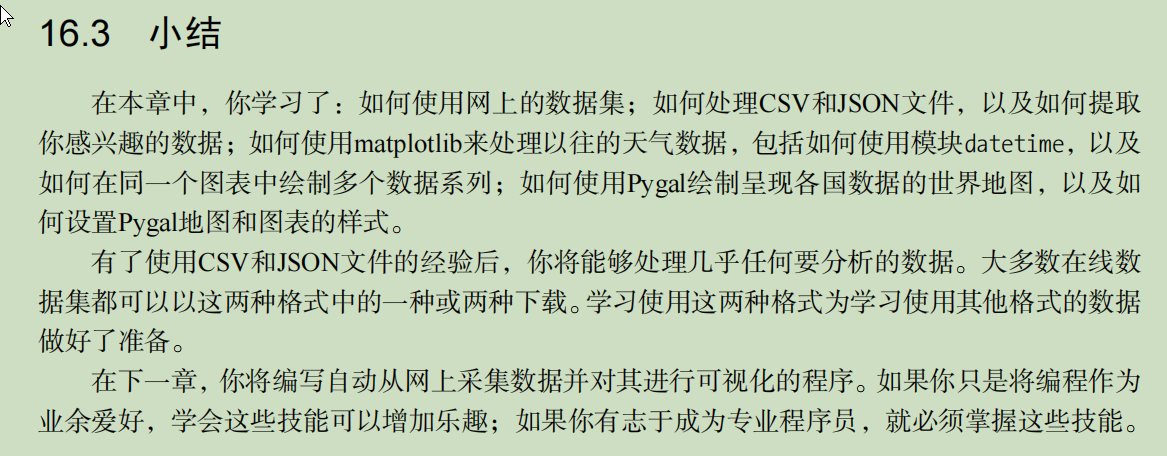 16.3 小结
在本章中，你学习了：如何使用网上的数据集；如何处理CSV和JSON文件，以及如何提取
你感兴趣的数据；如何使用matplotlib来处理以往的天气数据，包括如何使用模块datetime，以及
如何在同一个图表中绘制多个数据系列；如何使用Pygal绘制呈现各国数据的世界地图，以及如
何设置Pygal地图和图表的样式。
有了使用CSV和JSON文件的经验后，你将能够处理几乎任何要分析的数据。大多数在线数
据集都可以以这两种格式中的一种或两种下载。学习使用这两种格式为学习使用其他格式的数据
做好了准备。
在下一章，你将编写自动从网上采集数据并对其进行可视化的程序。如果你只是将编程作为
业余爱好，学会这些技能可以增加乐趣；如果你有志于成为专业程序员，就必须掌握这些技能。